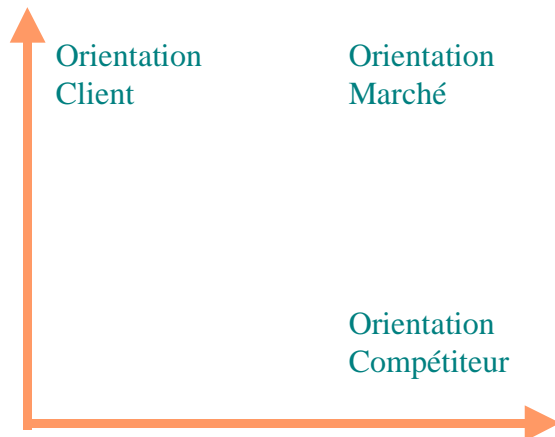 Orientation
Client
Orientation
Marché
Orientation
Compétiteur